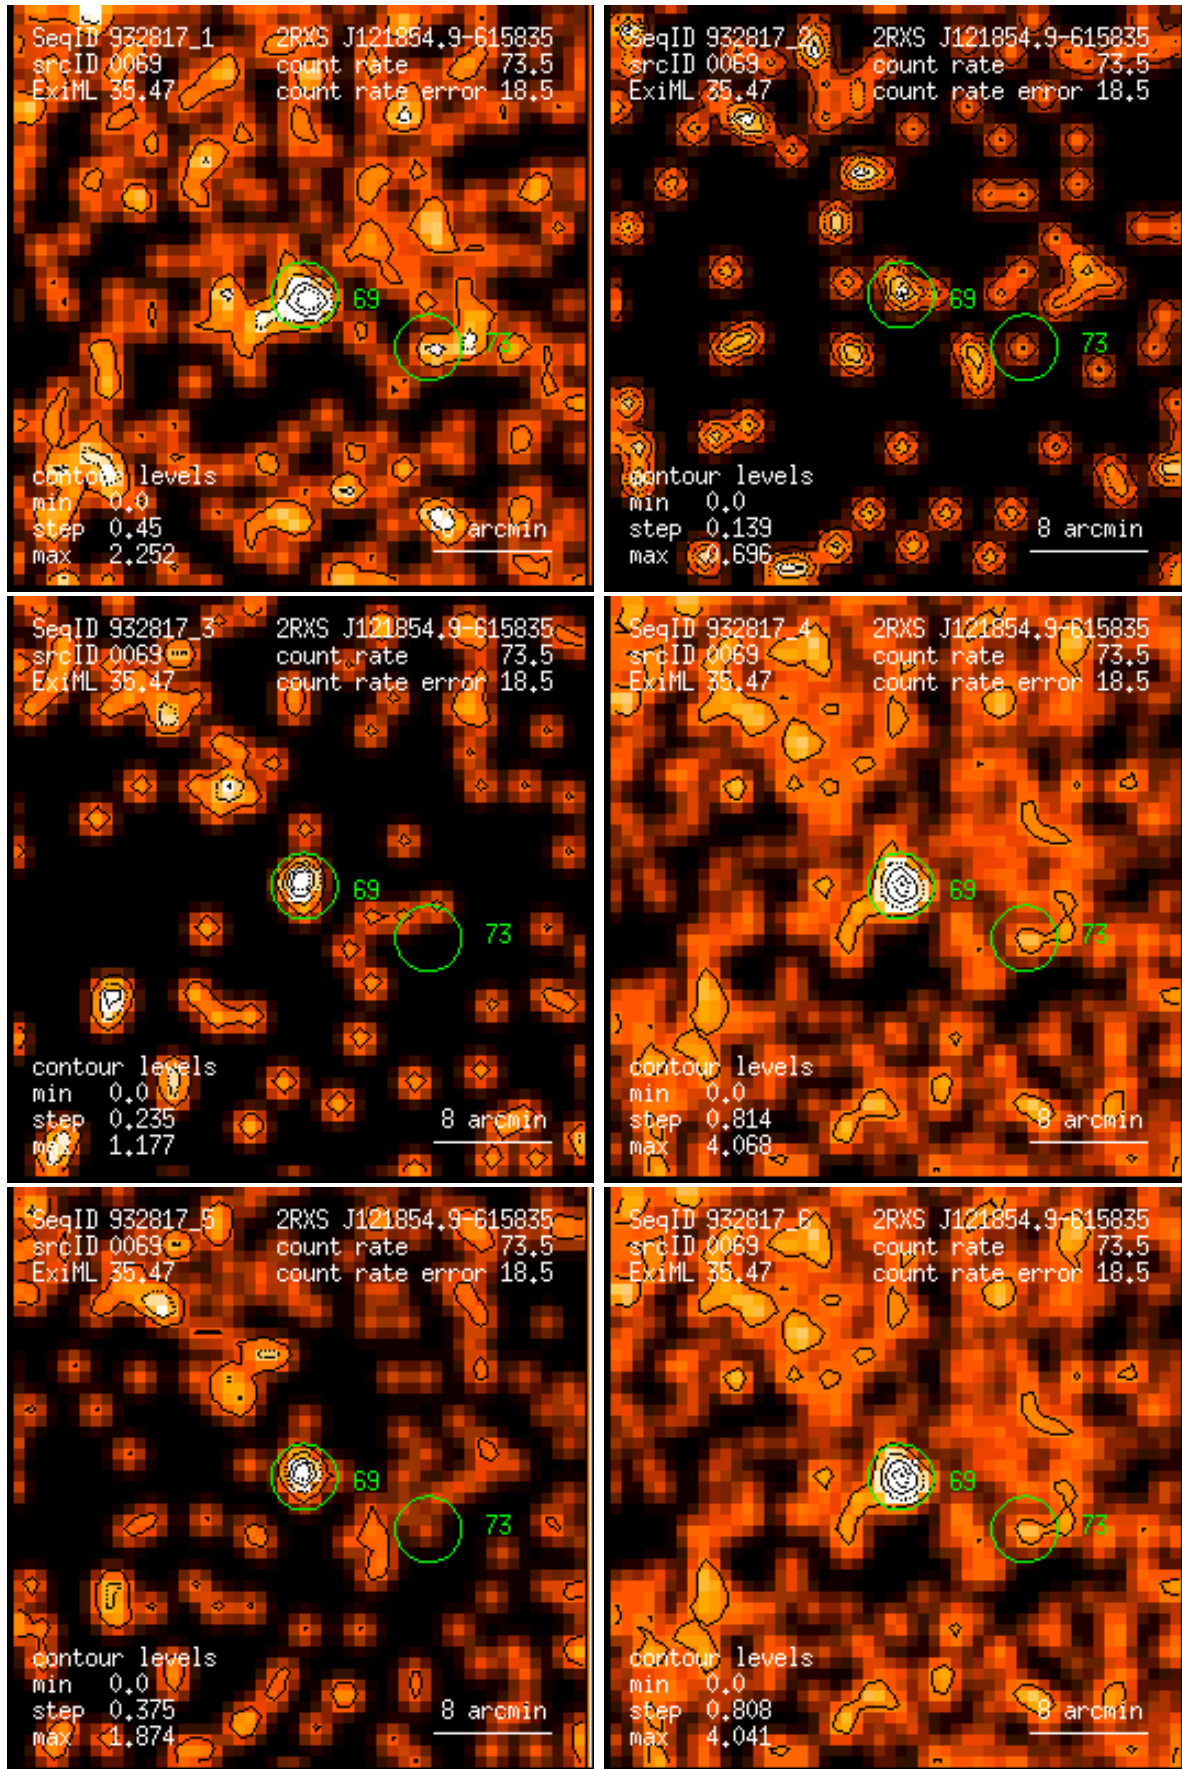 SeqID 932817_1 2RXS J121854.9-615835
srcID 0069 count rate 73.5
ExiML 35.47 count rate error 18.5
69
73
contour levels
min 0.0
step 0.45
max 2.252
8 arcmin
SeqID 932817_2 2RXS J121854.9-615835
srcID 0069 count rate 73.5
ExiML 35.47 count rate error 18.5
69
73
contour levels
min 0.0
step 0.139
max 0.696
8 arcmin
SeqID 932817_3 2RXS J121854.9-615835
srcID 0069 count rate 73.5
ExiML 35.47 count rate error 18.5
69
73
contour levels
min 0.0
step 0.235
max 1.177
8 arcmin
SeqID 932817_4 2RXS J121854.9-615835
srcID 0069 count rate 73.5
ExiML 35.47 count rate error 18.5
69
73
contour levels
min 0.0
step 0.814
max 4.068
8 arcmin
SeqID 932817_5 2RXS J121854.9-615835
srcID 0069 count rate 73.5
ExiML 35.47 count rate error 18.5
69
73
contour levels
min 0.0
step 0.375
max 1.874
8 arcmin
SeqID 932817_6 2RXS J121854.9-615835
srcID 0069 count rate 73.5
ExiML 35.47 count rate error 18.5
69
73
contour levels
min 0.0
step 0.808
max 4.041
8 arcmin